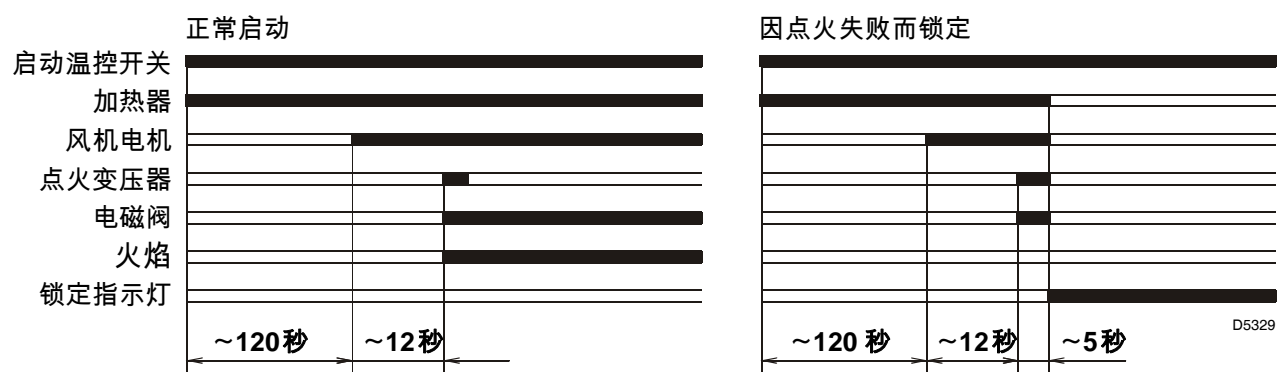 正常启动
因点火失败而锁定
启动温控开关
加热器
风机电机
点火变压器
电磁阀
火焰
锁定指示灯
~120秒
~12秒
~120 秒
~12秒
~5秒
D5329